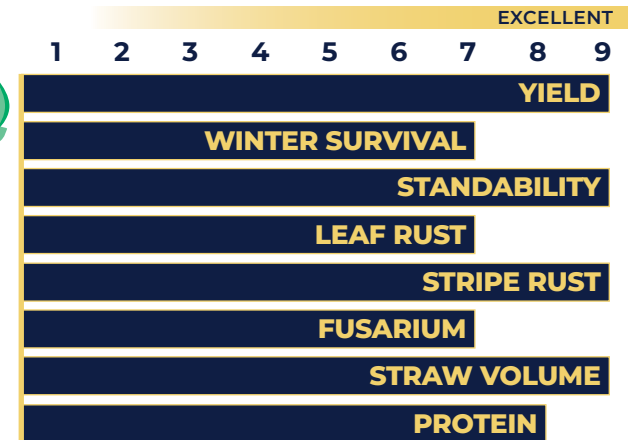 EXCELLENT
1 2 3 4 5 6 7 8 9
YIELD
WINTER SURVIVAL
STANDABILITY
LEAF RUST
STRIPE RUST
FUSARIUM
STRAW VOLUME
PROTEIN